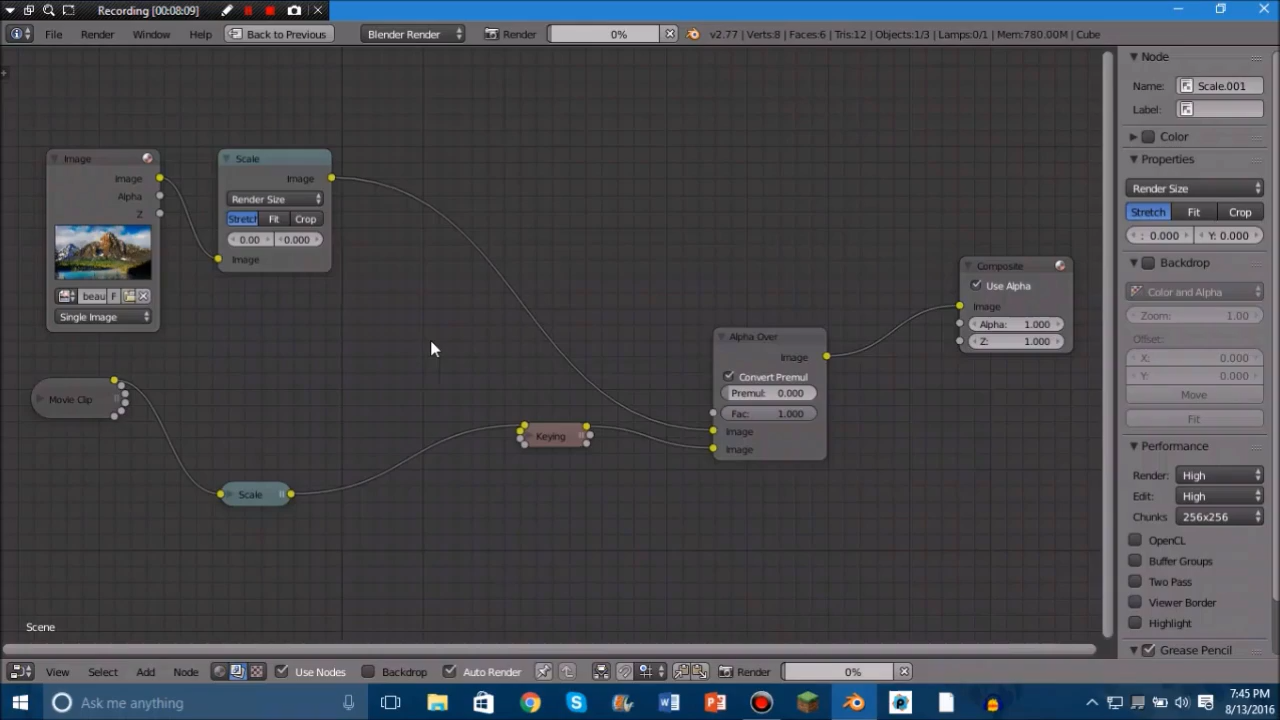 Recording [00:08:09]
File Render Window Help Back to Previous Blender Render Render 0% v2.77 | Verts:8 | Faces:6 | Tris:12 | Objects:1/3 | Lamps:0/1 | Mem:780.00M | Cube
Node
Name: Scale.001
Label:
Color
Properties
Render Size
Stretch Fit Crop
: 0.000 Y: 0.000
Backdrop
Color and Alpha
Zoom: 1.00
Offset:
X: 0.000
Y: 0.000
Move
Fit
Performance
Render: High
Edit: High
Chunks 256x256
OpenCL
Buffer Groups
Two Pass
Viewer Border
Highlight
Grease Pencil
Image
Image
Alpha
Z
beau F
Single Image
Scale
Image
Render Size
Stretch Fit Crop
0.00 0.000
Image
Movie Clip
Scale
Keying
Alpha Over
Image
Convert Premul
Premul: 0.000
Fac: 1.000
Image
Image
Composite
Use Alpha
Image
Alpha: 1.000
Z: 1.000
Scene
View Select Add Node Use Nodes Backdrop Auto Render Render 0%
Ask me anything
7:45 PM
8/13/2016